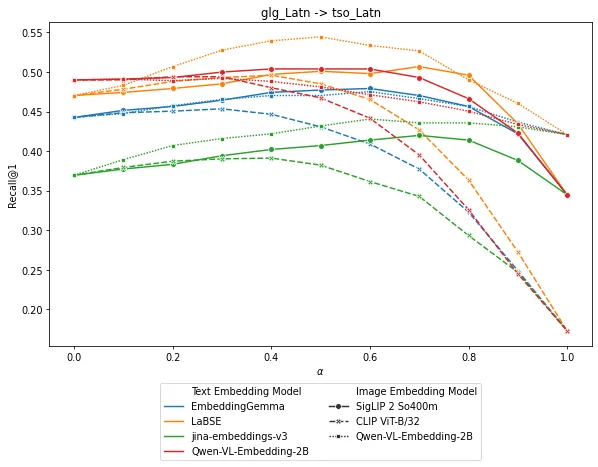 glg_Latn -> tso_Latn
Recall@1
0.55
0.50
0.45
0.40
0.35
0.30
0.25
0.20
0.0
0.2
0.4
0.6
0.8
1.0
α
Text Embedding Model
EmbeddingGemma
LaBSE
jina-embeddings-v3
Qwen-VL-Embedding-2B
Image Embedding Model
SigLIP 2 So400m
CLIP ViT-B/32
Qwen-VL-Embedding-2B